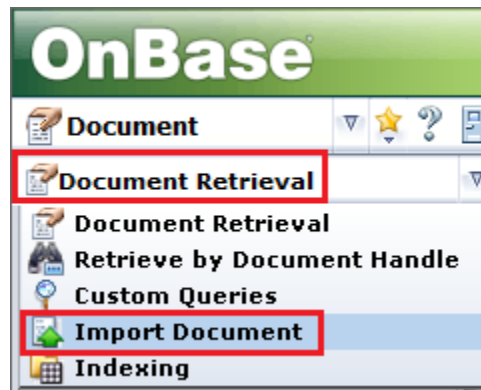 OnBase
Document
Document Retrieval
Document Retrieval
Retrieve by Document Handle
Custom Queries
Import Document
Indexing